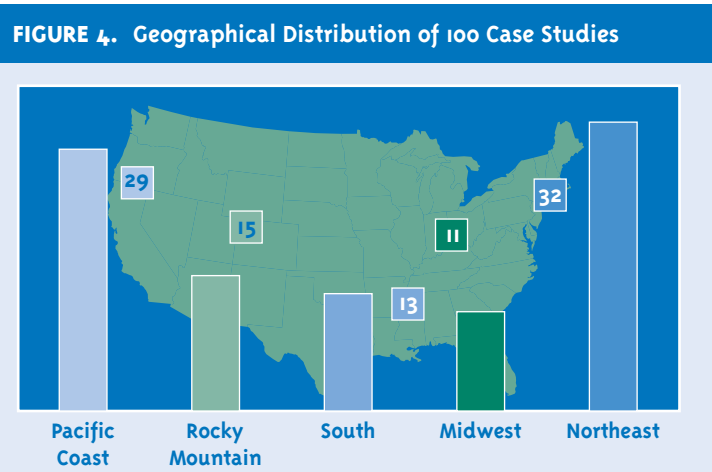 FIGURE 4. Geographical Distribution of 100 Case Studies
29
15
11
32
13
Pacific
Coast
Rocky
Mountain
South
Midwest
Northeast